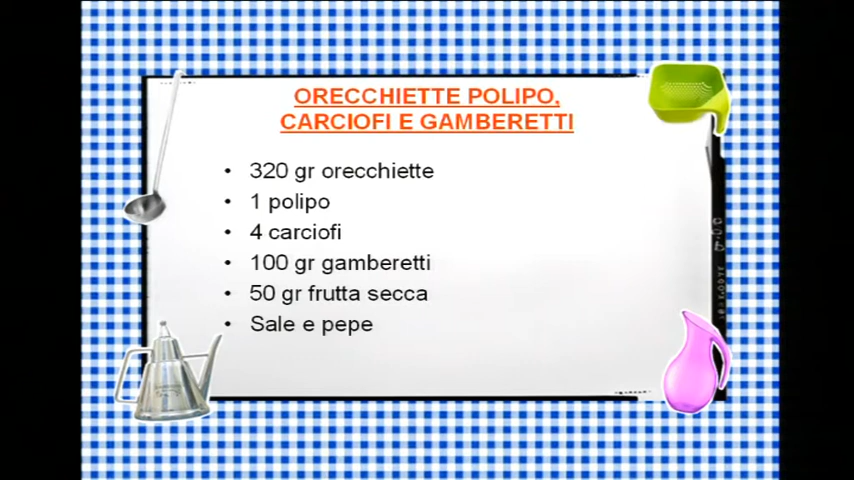 ORECCHIETTE POLIPO,
CARCIOFI E GAMBERETTI
• 320 gr orecchiette
• 1 polipo
• 4 carciofi
• 100 gr gamberetti
• 50 gr frutta secca
• Sale e pepe